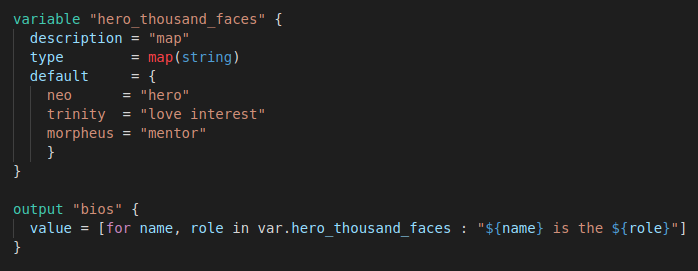 variable "hero_thousand_faces" {
  description = "map"
  type        = map(string)
  default     = {
    neo      = "hero"
    trinity  = "love interest"
    morpheus = "mentor"
    }
}

output "bios" {
  value = [for name, role in var.hero_thousand_faces : "${name} is the ${role}"]
}